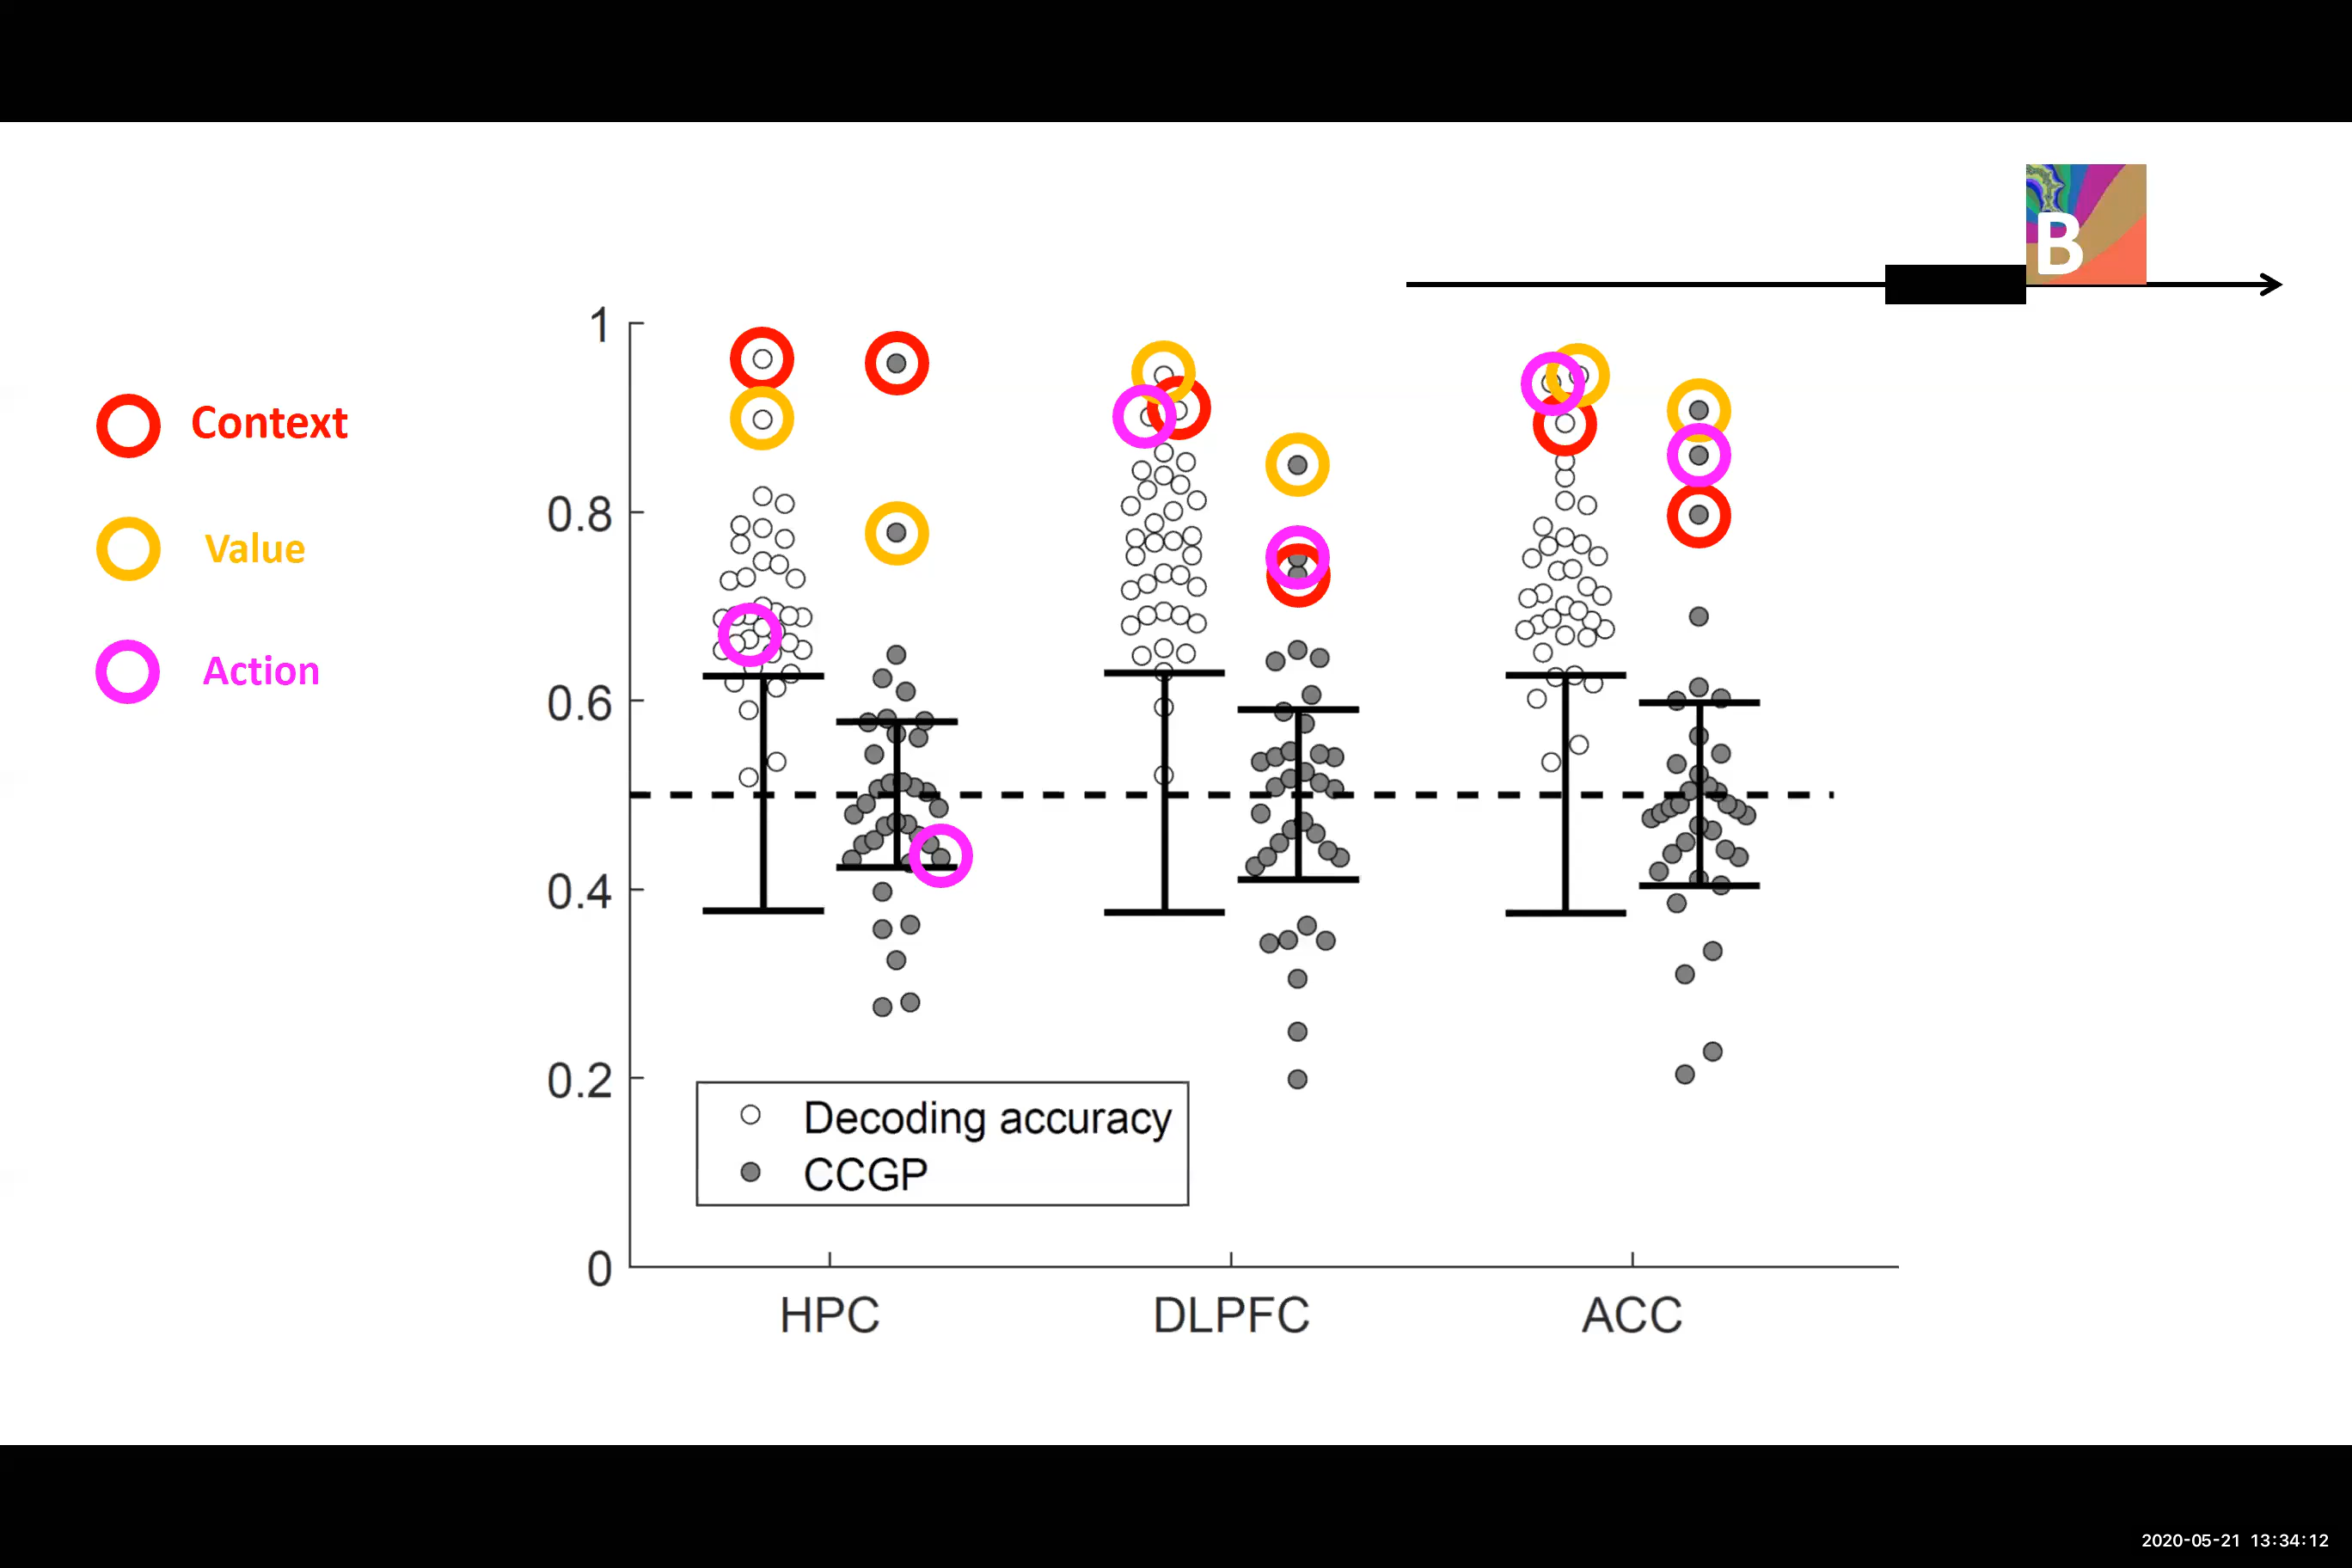 B
Context
Value
Action
1
0.8
0.6
0.4
0.2
0
Decoding accuracy
CCGP
HPC
DLPFC
ACC
2020-05-21 13:34:12